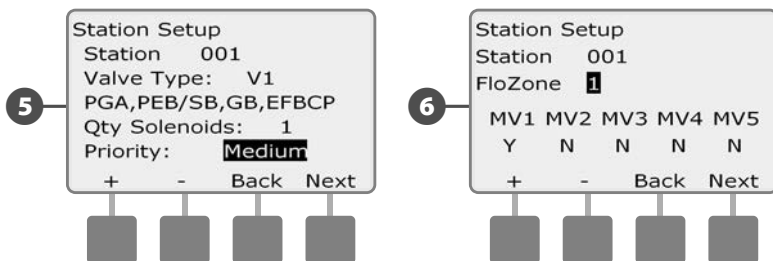 5
Station Setup
Station 001
Valve Type: V1
PGA,PEB/SB,GB,EFBCP
Qty Solenoids: 1
Priority: Medium
+ - Back Next
6
Station Setup
Station 001
FloZone 1
MV1 MV2 MV3 MV4 MV5
Y N N N N
+ - Back Next